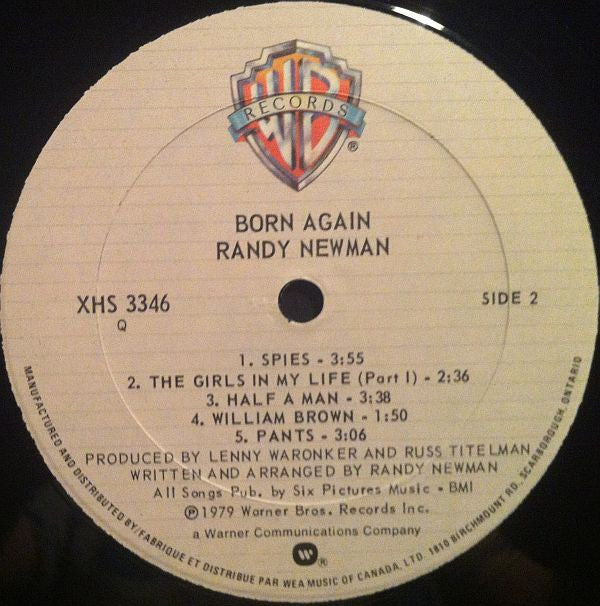 RECORDS
®
BORN AGAIN
RANDY NEWMAN
XHS 3346
Q
SIDE 2
1. SPIES - 3:55
2. THE GIRLS IN MY LIFE (Part I) - 2:36
3. HALF A MAN - 3:38
4. WILLIAM BROWN - 1:50
5. PANTS - 3:06
PRODUCED BY LENNY WARONKER AND RUSS TITELMAN
WRITTEN AND ARRANGED BY RANDY NEWMAN
All Songs Pub. by Six Pictures Music - BMI
℗ 1979 Warner Bros. Records Inc.
a Warner Communications Company
®
MANUFACTURED AND DISTRIBUTED BY/FABRIQUE ET DISTRIBUE PAR WEA MUSIC OF CANADA, LTD. 1810 BIRCHMOUNT RD., SCARBOROUGH, ONTARIO